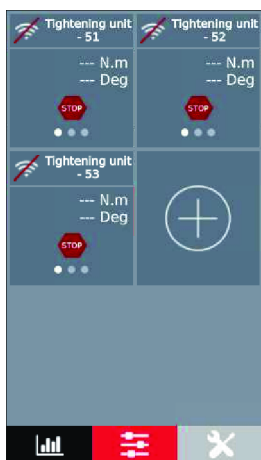 Tightening unit
- 51
--- N.m
--- Deg
STOP
Tightening unit
- 52
--- N.m
--- Deg
STOP
Tightening unit
- 53
--- N.m
--- Deg
STOP